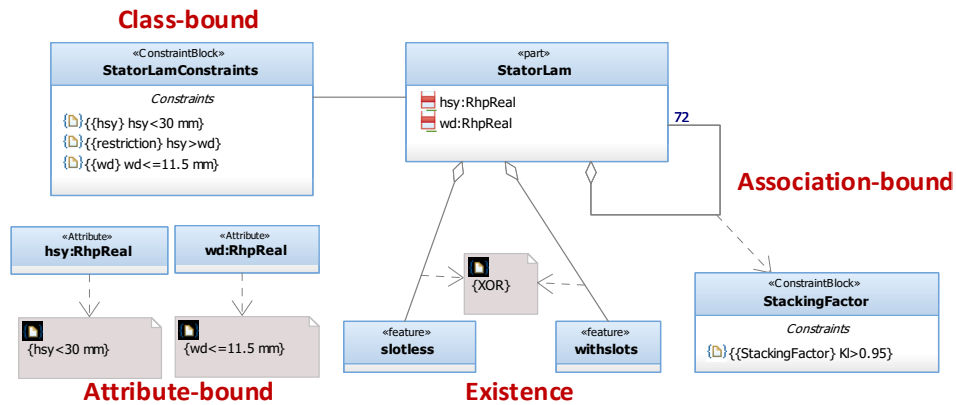 Class-bound
«ConstraintBlock»
StatorLamConstraints
Constraints
{{hsy} hsy<30 mm}
{{restriction} hsy>wd}
{{wd} wd<=11.5 mm}
«part»
StatorLam
hsy:RhpReal
wd:RhpReal
72
Association-bound
«Attribute»
hsy:RhpReal
«Attribute»
wd:RhpReal
{hsy<30 mm}
{wd<=11.5 mm}
Attribute-bound
{XOR}
«feature»
slotless
«feature»
withslots
Existence
«ConstraintBlock»
StackingFactor
Constraints
{{StackingFactor} Kl>0.95}